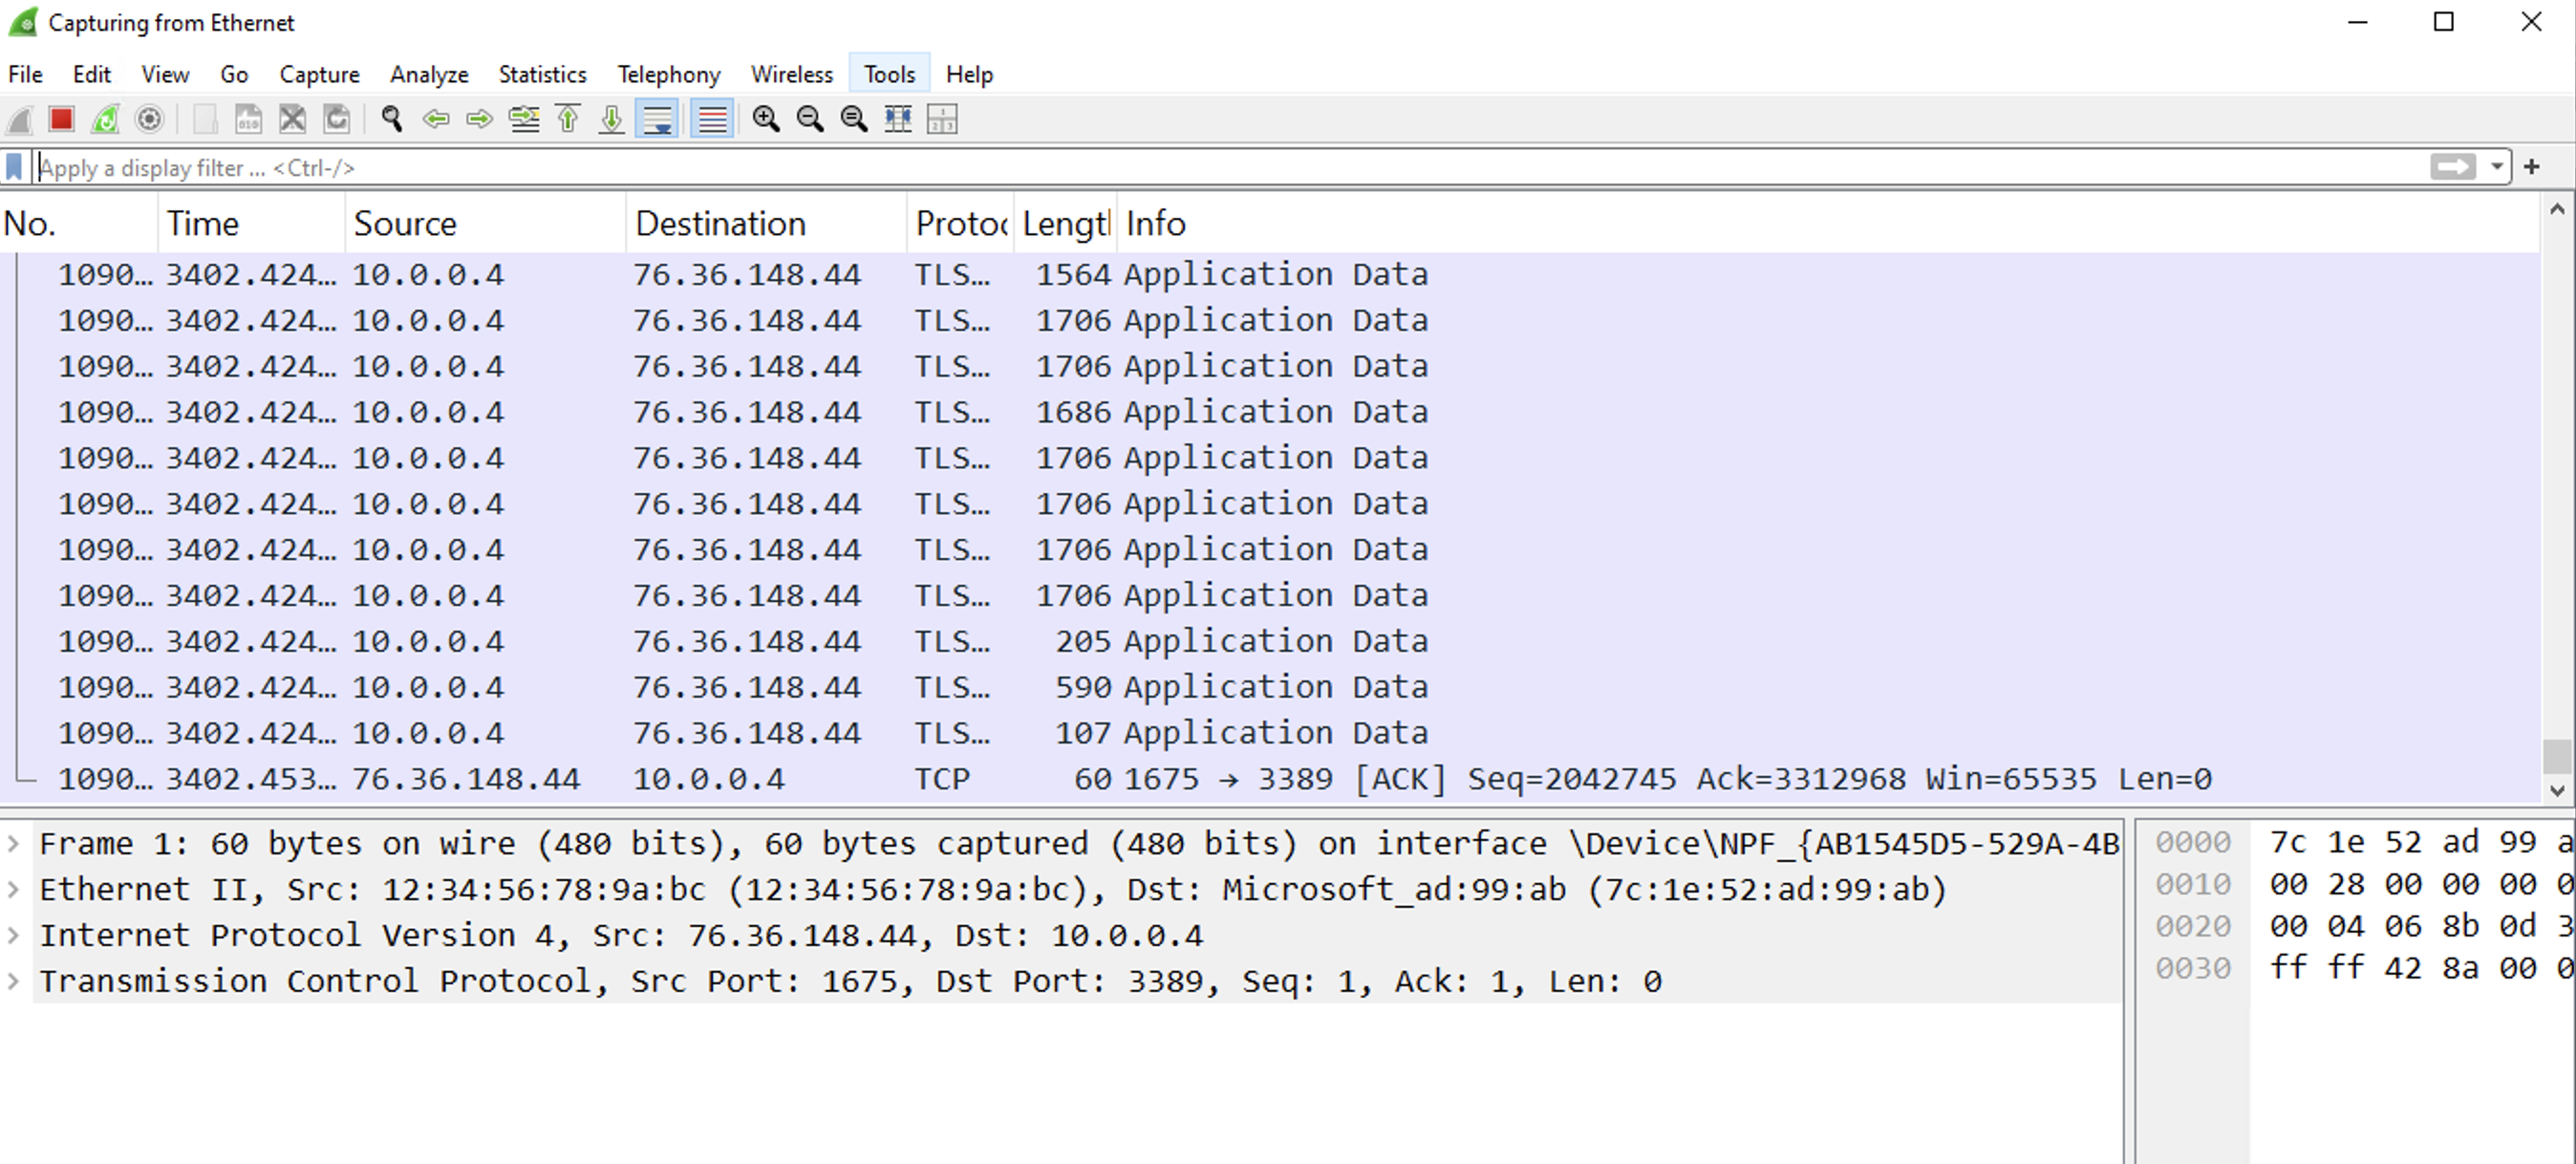 Capturing from Ethernet
File Edit View Go Capture Analyze Statistics Telephony Wireless Tools Help
Apply a display filter ... <Ctrl-/>
No. Time Source Destination Protoc Lengtl Info
1090… 3402.424… 10.0.0.4 76.36.148.44 TLS… 1564 Application Data
1090… 3402.424… 10.0.0.4 76.36.148.44 TLS… 1706 Application Data
1090… 3402.424… 10.0.0.4 76.36.148.44 TLS… 1706 Application Data
1090… 3402.424… 10.0.0.4 76.36.148.44 TLS… 1686 Application Data
1090… 3402.424… 10.0.0.4 76.36.148.44 TLS… 1706 Application Data
1090… 3402.424… 10.0.0.4 76.36.148.44 TLS… 1706 Application Data
1090… 3402.424… 10.0.0.4 76.36.148.44 TLS… 1706 Application Data
1090… 3402.424… 10.0.0.4 76.36.148.44 TLS… 1706 Application Data
1090… 3402.424… 10.0.0.4 76.36.148.44 TLS… 205 Application Data
1090… 3402.424… 10.0.0.4 76.36.148.44 TLS… 590 Application Data
1090… 3402.424… 10.0.0.4 76.36.148.44 TLS… 107 Application Data
1090… 3402.453… 76.36.148.44 10.0.0.4 TCP 60 1675 → 3389 [ACK] Seq=2042745 Ack=3312968 Win=65535 Len=0
Frame 1: 60 bytes on wire (480 bits), 60 bytes captured (480 bits) on interface \Device\NPF_{AB1545D5-529A-4B
Ethernet II, Src: 12:34:56:78:9a:bc (12:34:56:78:9a:bc), Dst: Microsoft_ad:99:ab (7c:1e:52:ad:99:ab)
Internet Protocol Version 4, Src: 76.36.148.44, Dst: 10.0.0.4
Transmission Control Protocol, Src Port: 1675, Dst Port: 3389, Seq: 1, Ack: 1, Len: 0
0000 7c 1e 52 ad 99 a
0010 00 28 00 00 00 0
0020 00 04 06 8b 0d 3
0030 ff ff 42 8a 00 0